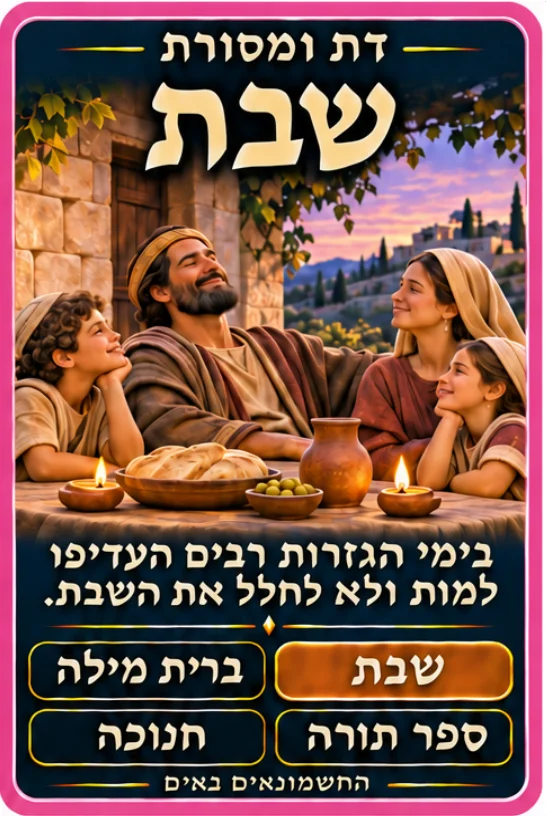 דת ומסורת
שבת
בימי הגזרות רבים העדיפו
למות ולא לחלל את השבת.
שבת
ברית מילה
ספר תורה
חנוכה
החשמונאים באים